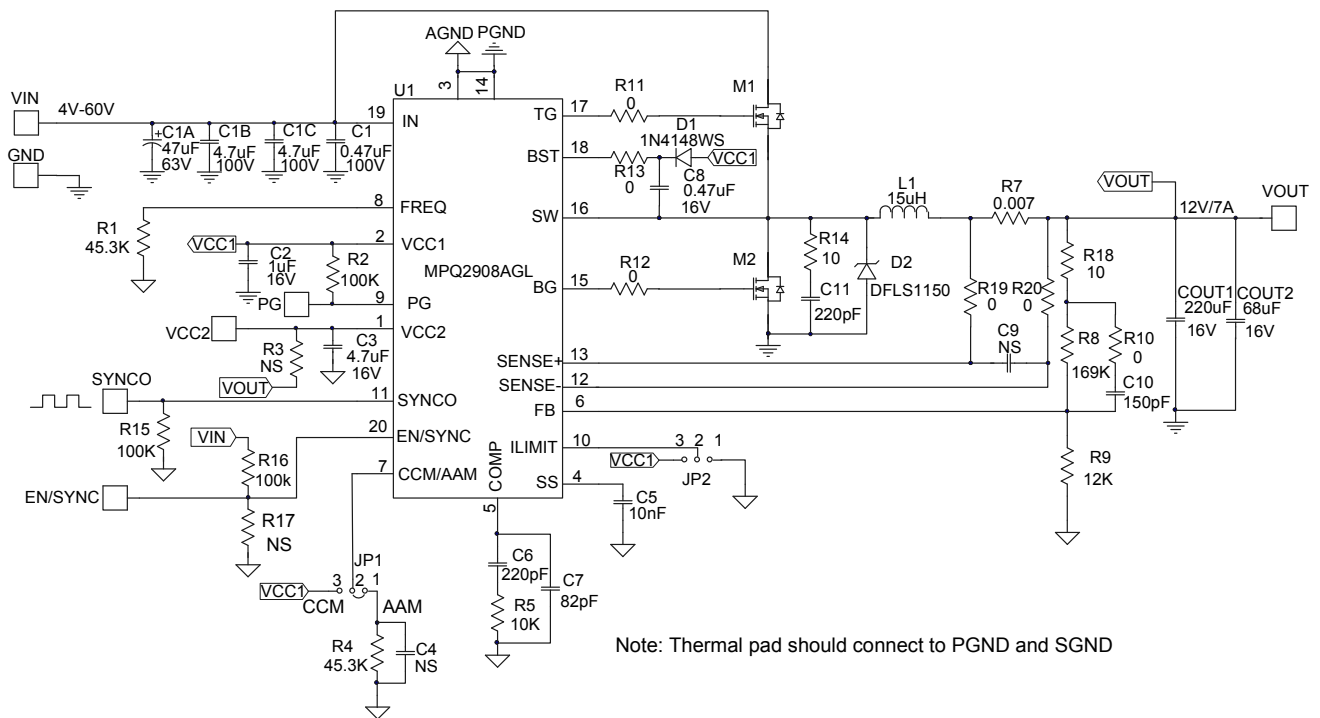 AGND
PGND
3
14
U1
VIN
4V-60V
19
IN
C1A
47uF
63V
C1B
4.7uF
100V
C1C
4.7uF
100V
C1
0.47uF
100V
GND
TG
17
R11
0
M1
BST
18
R13
0
D1
1N4148WS
VCC1
C8
0.47uF
16V
SW
16
L1
15uH
R7
0.007
VOUT
12V/7A
VOUT
8
FREQ
R1
45.3K
VCC1
2
VCC1
C2
1uF
16V
R2
100K
MPQ2908AGL
PG
9
PG
BG
15
R12
0
M2
R14
10
C11
220pF
D2
DFLS1150
R19
0
R20
0
R18
10
COUT1
220uF
16V
COUT2
68uF
16V
VCC2
1
VCC2
R3
NS
C3
4.7uF
16V
VOUT
SENSE+
13
C9
NS
R8
169K
R10
0
C10
150pF
SENSE-
12
SYNCO
11
SYNCO
FB
6
R15
100K
VIN
20
EN/SYNC
R16
100k
EN/SYNC
R17
NS
7
CCM/AAM
COMP
5
ILIMIT
10
VCC1
3 2 1
JP2
SS
4
C5
10nF
R9
12K
JP1
VCC1
3 2 1
CCM
AAM
R4
45.3K
C4
NS
C6
220pF
R5
10K
C7
82pF
Note: Thermal pad should connect to PGND and SGND